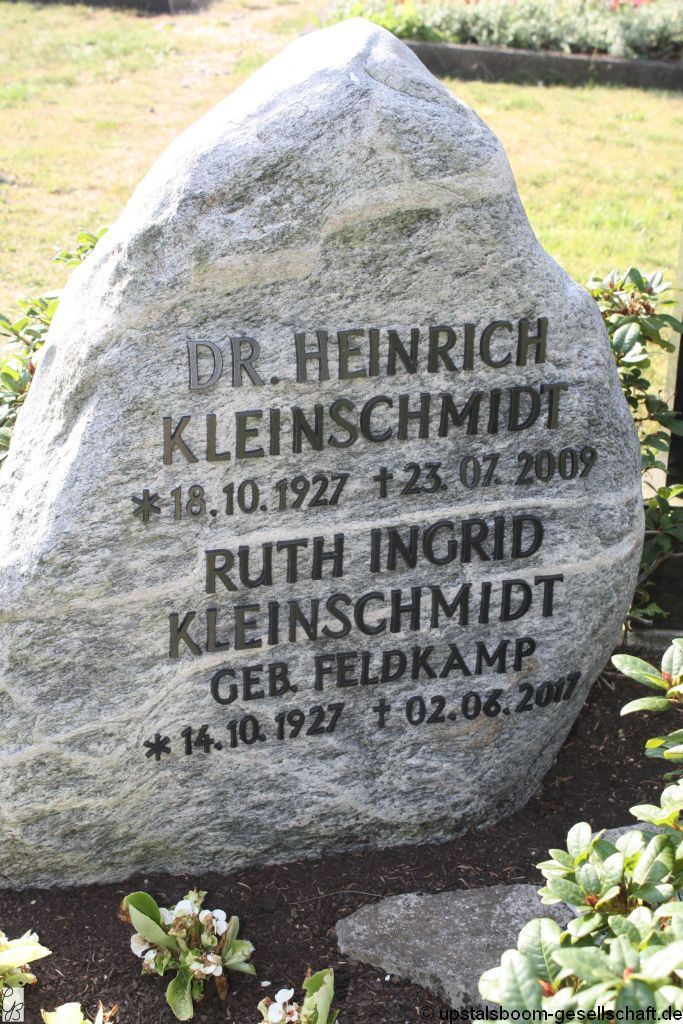 DR. HEINRICH
KLEINSCHMIDT
* 18.10.1927 † 23.07.2009
RUTH INGRID
KLEINSCHMIDT
GEB. FELDKAMP
* 14.10.1927 † 02.06.2017
© upstalsboom-gesellschaft.de